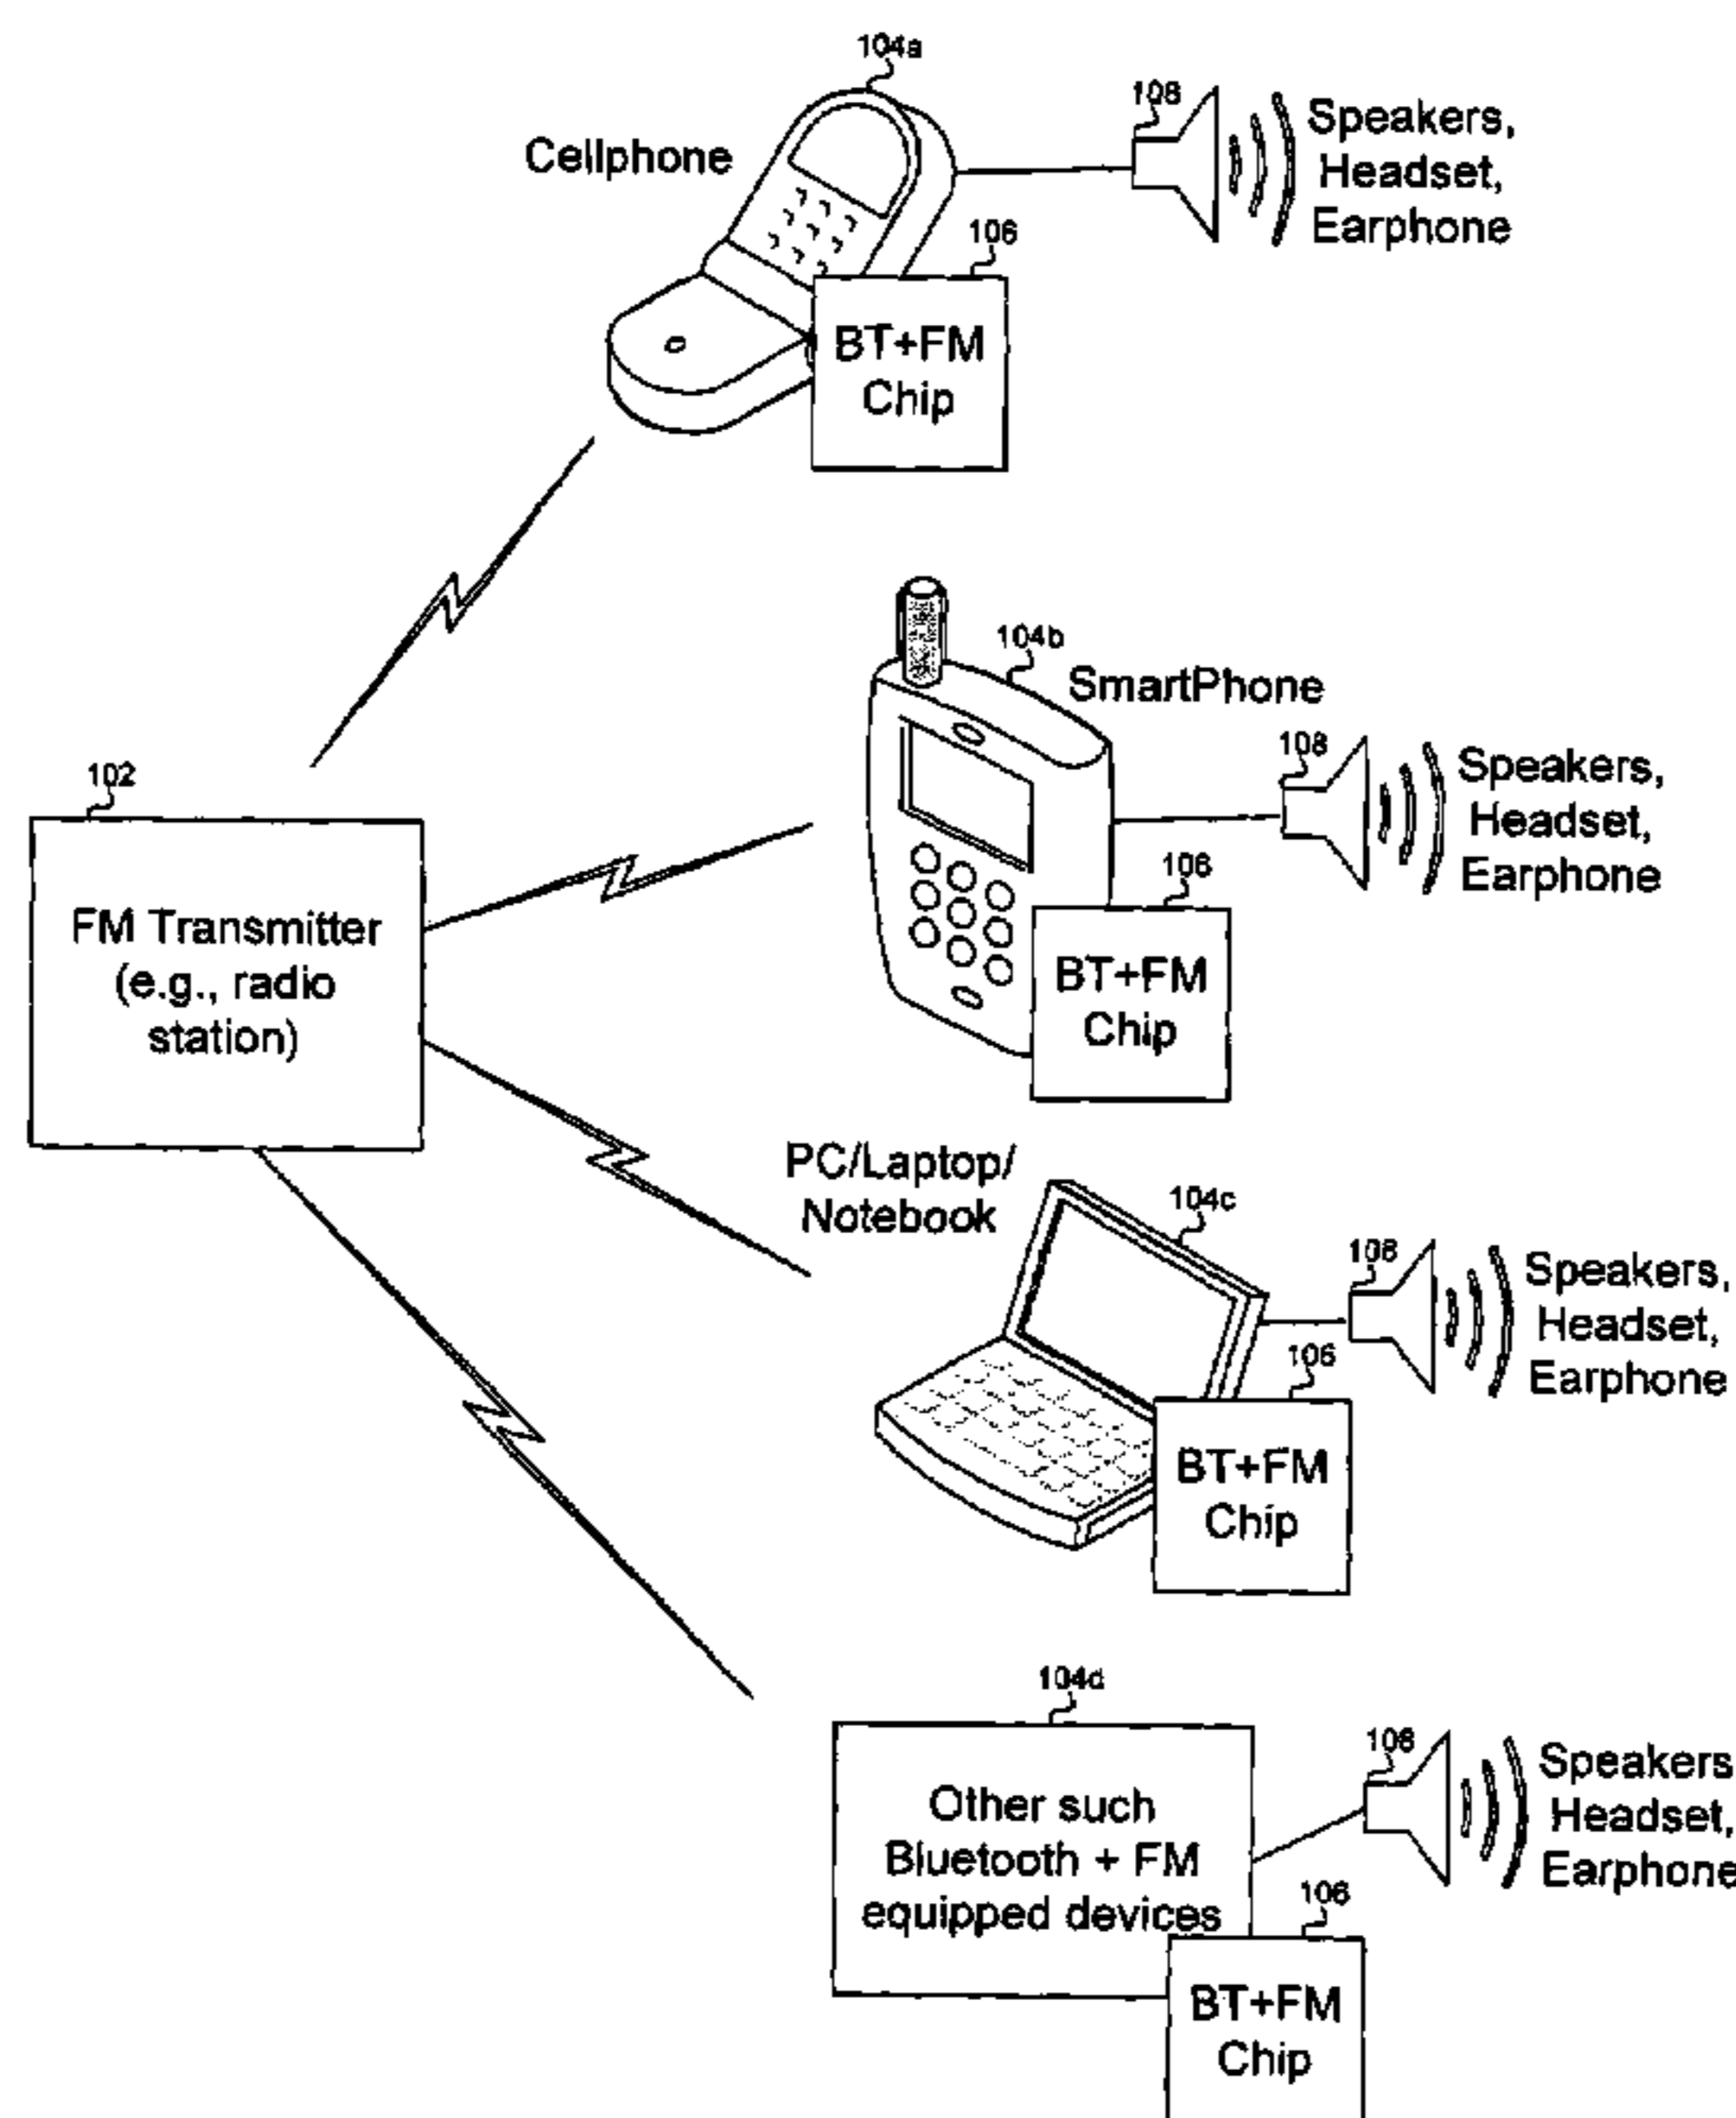 104a
Cellphone
108
Speakers,
Headset,
Earphone
106
BT+FM
Chip
104b
SmartPhone
108
Speakers,
Headset,
Earphone
106
BT+FM
Chip
102
FM Transmitter
(e.g., radio
station)
PC/Laptop/
Notebook
104c
108
Speakers,
Headset,
Earphone
106
BT+FM
Chip
104d
Other such
Bluetooth + FM
equipped devices
108
Speakers
Headset,
Earphone
106
BT+FM
Chip